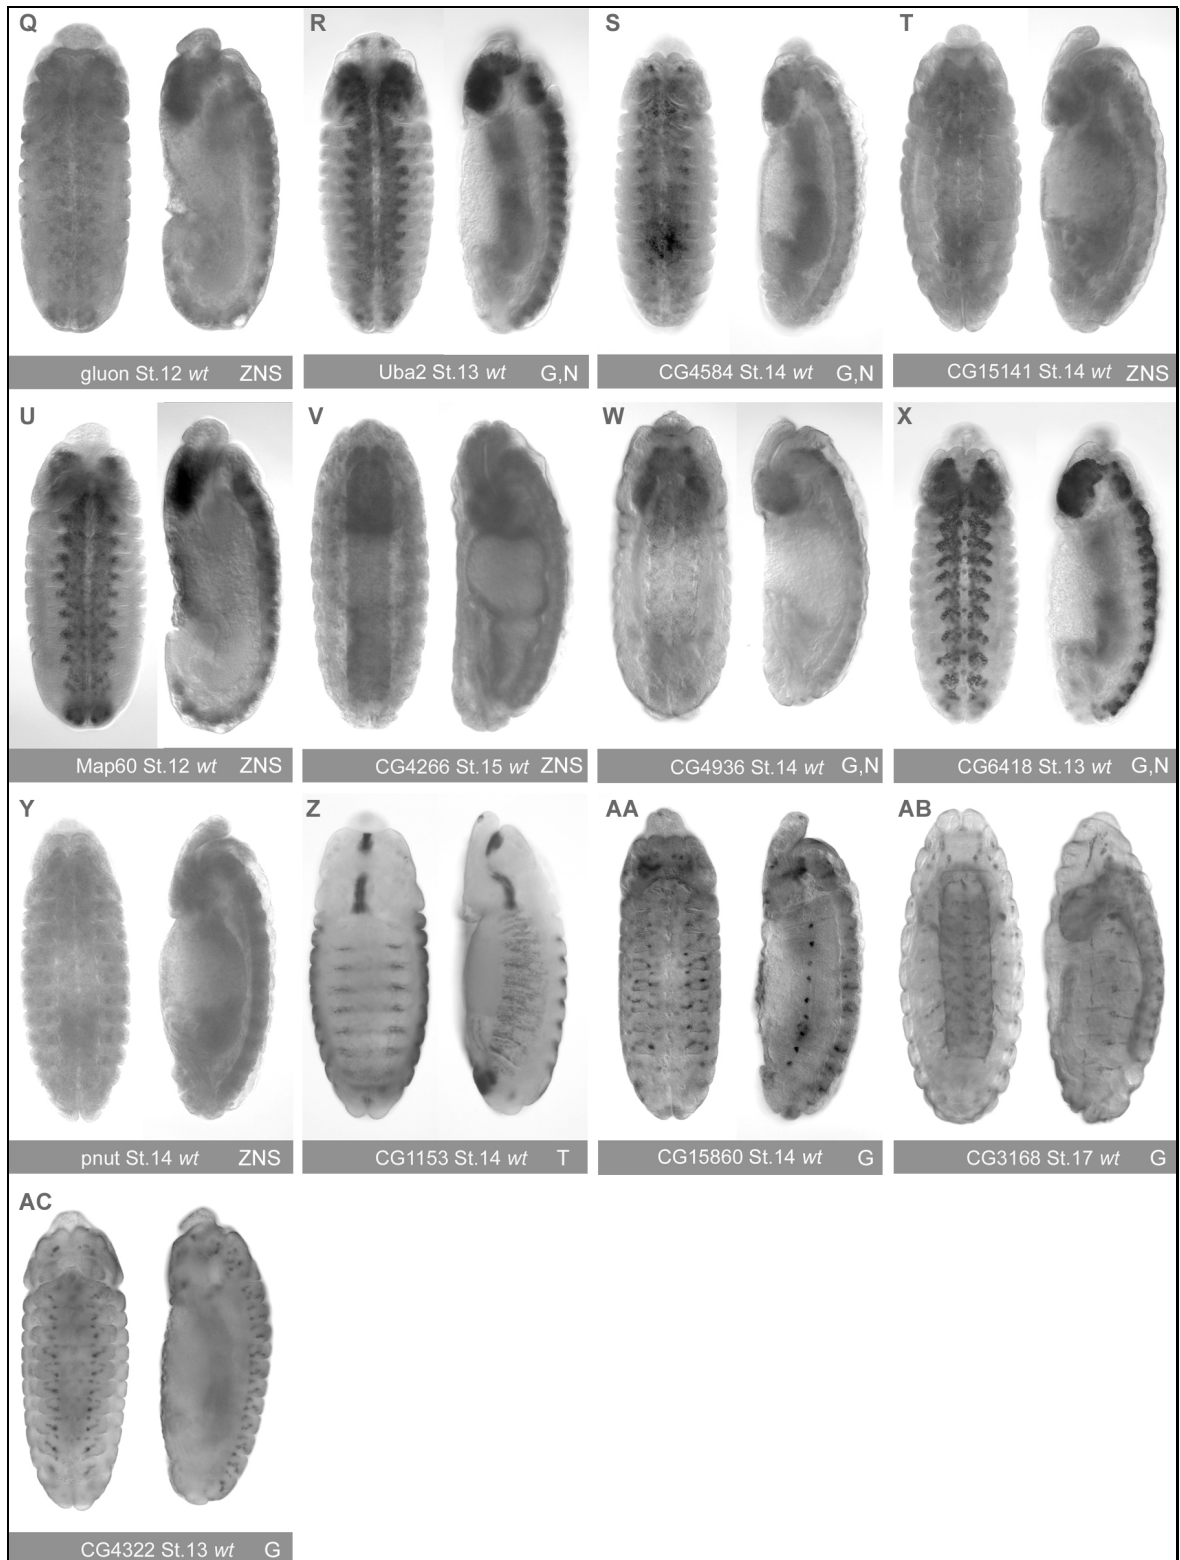 Q R S T
gluon St.12 wt ZNS Uba2 St.13 wt G,N CG4584 St.14 wt G,N CG15141 St.14 wt ZNS
U V W X
Map60 St.12 wt ZNS CG4266 St.15 wt ZNS CG4936 St.14 wt G,N CG6418 St.13 wt G,N
Y Z AA AB
pnut St.14 wt ZNS CG1153 St.14 wt T CG15860 St.14 wt G CG3168 St.17 wt G
AC
CG4322 St.13 wt G